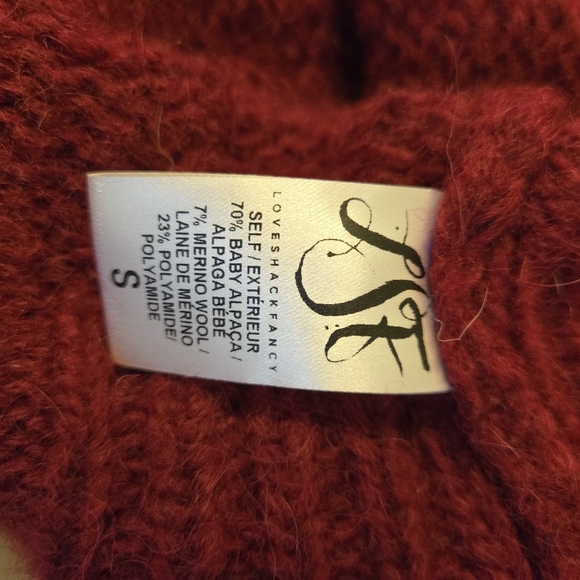 LSF
LOVESHACKFANCY
SELF / EXTÉRIEUR
70% BABY ALPACA /
ALPAGA BÉBÉ
7% MERINO WOOL /
LAINE DE MÉRINO
23% POLYAMIDE/
POLYAMIDE
S